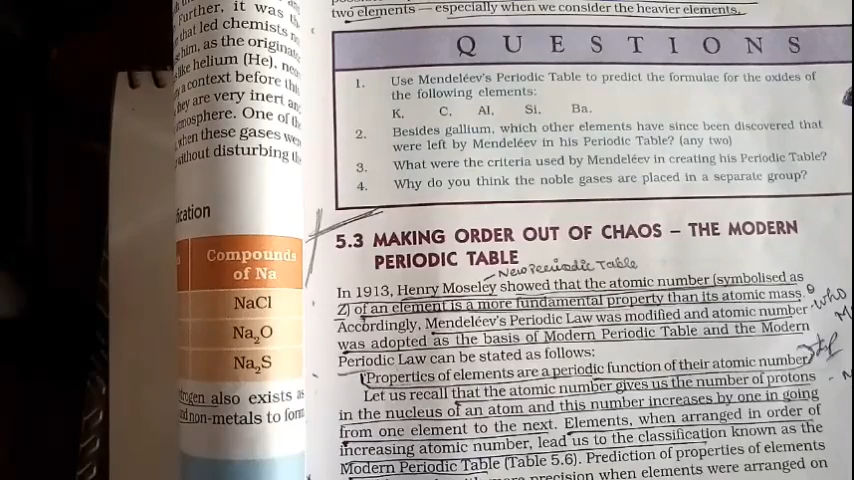 Further, it was th
that led chemists
him, as the originat
like helium (He), ne
a context before thi
hey are very inert an
mosphere. One of the
when these gases we
without disturbing th
fication
Compounds
of Na
NaCl
Na₂O
Na₂S
drogen also exists as
and non-metals to form
two elements — especially when we consider the heavier elements.
QUESTIONS
1. Use Mendeléev's Periodic Table to predict the formulae for the oxides of
the following elements:
K, C, Al, Si, Ba.
2. Besides gallium, which other elements have since been discovered that
were left by Mendeléev in his Periodic Table? (any two)
3. What were the criteria used by Mendeléev in creating his Periodic Table?
4. Why do you think the noble gases are placed in a separate group?
5.3 MAKING ORDER OUT OF CHAOS – THE MODERN
PERIODIC TABLE
– New Periodic Table
In 1913, Henry Moseley showed that the atomic number (symbolised as
Z) of an element is a more fundamental property than its atomic mass.
Accordingly, Mendeléev's Periodic Law was modified and atomic number
who
was adopted as the basis of Modern Periodic Table and the Modern
Periodic Law can be stated as follows:
'Properties of elements are a periodic function of their atomic number.'
Let us recall that the atomic number gives us the number of protons
in the nucleus of an atom and this number increases by one in going
from one element to the next. Elements, when arranged in order of
increasing atomic number, lead us to the classification known as the
Modern Periodic Table (Table 5.6). Prediction of properties of elements
precision when elements were arranged on